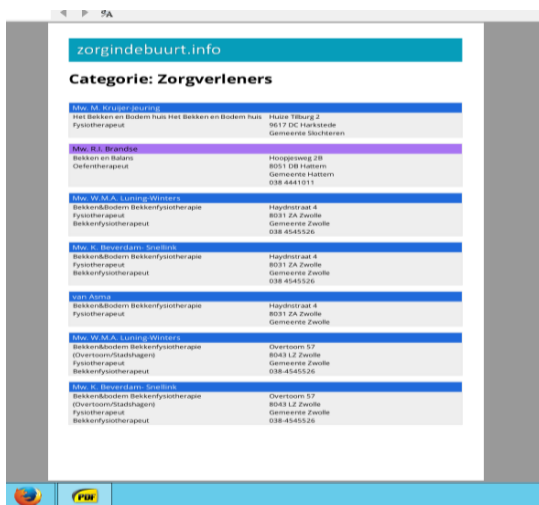 zorgindebuurt.info
Categorie: Zorgverleners
Mw. M. Kruijer-Jeuring
Het Bekken en Bodem huis Het Bekken en Bodem huis Huize Tilburg 2
Fysiotherapeut 9617 DC Harkstede
Gemeente Slochteren
Mw. R.I. Brandse
Bekken en Balans Hoopjesweg 2B
Oefentherapeut 8051 DB Hattem
Gemeente Hattem
038 4441011
Mw. W.M.A. Luning-Winters
Bekken&Bodem Bekkenfysiotherapie Haydnstraat 4
Fysiotherapeut 8031 ZA Zwolle
Bekkenfysiotherapeut Gemeente Zwolle
038 4545526
Mw. K. Beverdam- Snellink
Bekken&Bodem Bekkenfysiotherapie Haydnstraat 4
Fysiotherapeut 8031 ZA Zwolle
Bekkenfysiotherapeut Gemeente Zwolle
038 4545526
van Asma
Bekken&Bodem Bekkenfysiotherapie Haydnstraat 4
Fysiotherapeut 8031 ZA Zwolle
Gemeente Zwolle
Mw. W.M.A. Luning-Winters
Bekken&bodem Bekkenfysiotherapie Overtoom 57
(Overtoom/Stadshagen) 8043 LZ Zwolle
Fysiotherapeut Gemeente Zwolle
Bekkenfysiotherapeut 038-4545526
Mw. K. Beverdam- Snellink
Bekken&bodem Bekkenfysiotherapie Overtoom 57
(Overtoom/Stadshagen) 8043 LZ Zwolle
Fysiotherapeut Gemeente Zwolle
Bekkenfysiotherapeut 038-4545526
PDF